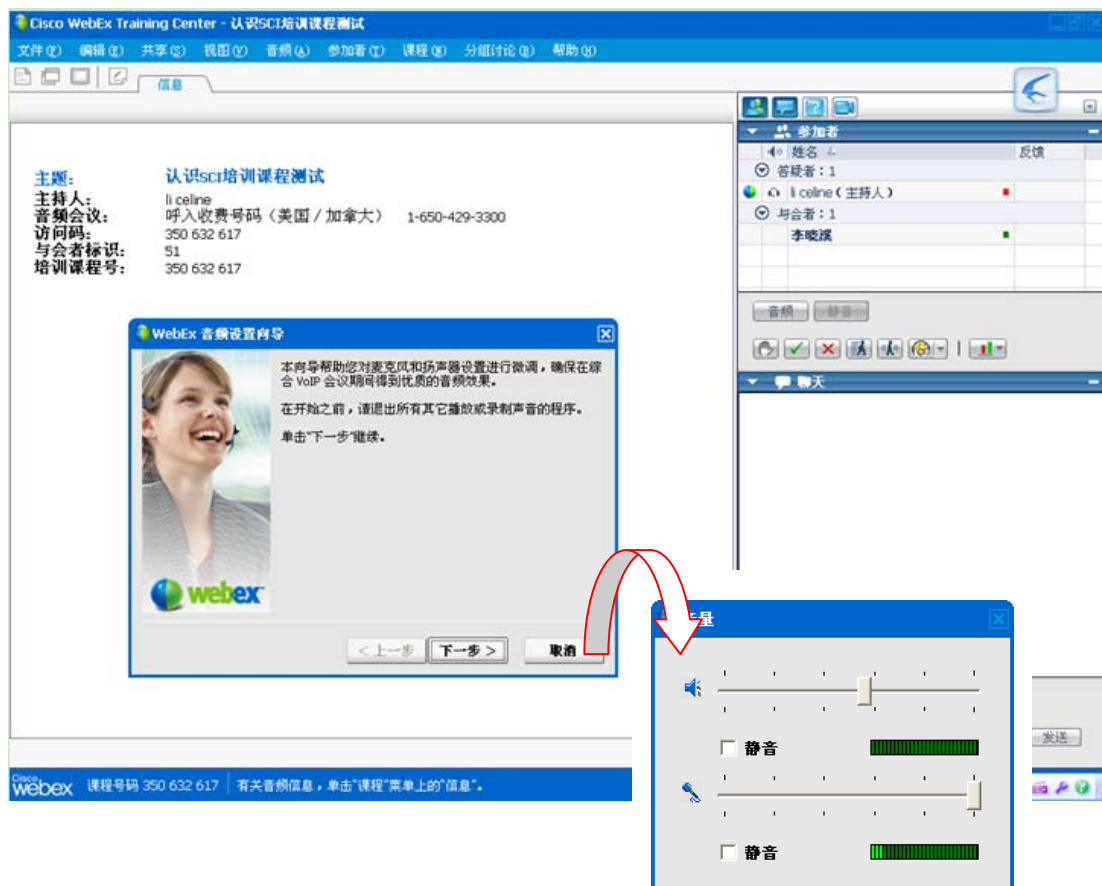 Cisco WebEx Training Center - 认识SCI培训课程测试
文件(F) 编辑(E) 共享(S) 视图(V) 音频(A) 参加者(T) 课程(N) 分组讨论(B) 帮助(H)
信息
参加者
姓名 反馈
答疑者：1
li celine（主持人）
与会者：1
李晓溪
音频 静音
聊天
主题： 认识SCI培训课程测试
主持人： li celine
音频会议： 呼入收费号码（美国/加拿大） 1-650-429-3300
访问码： 350 632 617
与会者标识： 51
培训课程号： 350 632 617
WebEx 音频设置向导
本向导帮助您对麦克风和扬声器设置进行微调，确保在综
合 VoIP 会议期间得到优质的音频效果。
在开始之前，请退出所有其它播放或录制声音的程序。
单击"下一步"继续。
webex
<上一步 下一步> 取消
量
静音
静音
发送
Cisco WebEx 课程号码 350 632 617 有关音频信息，单击"课程"菜单上的"信息"。